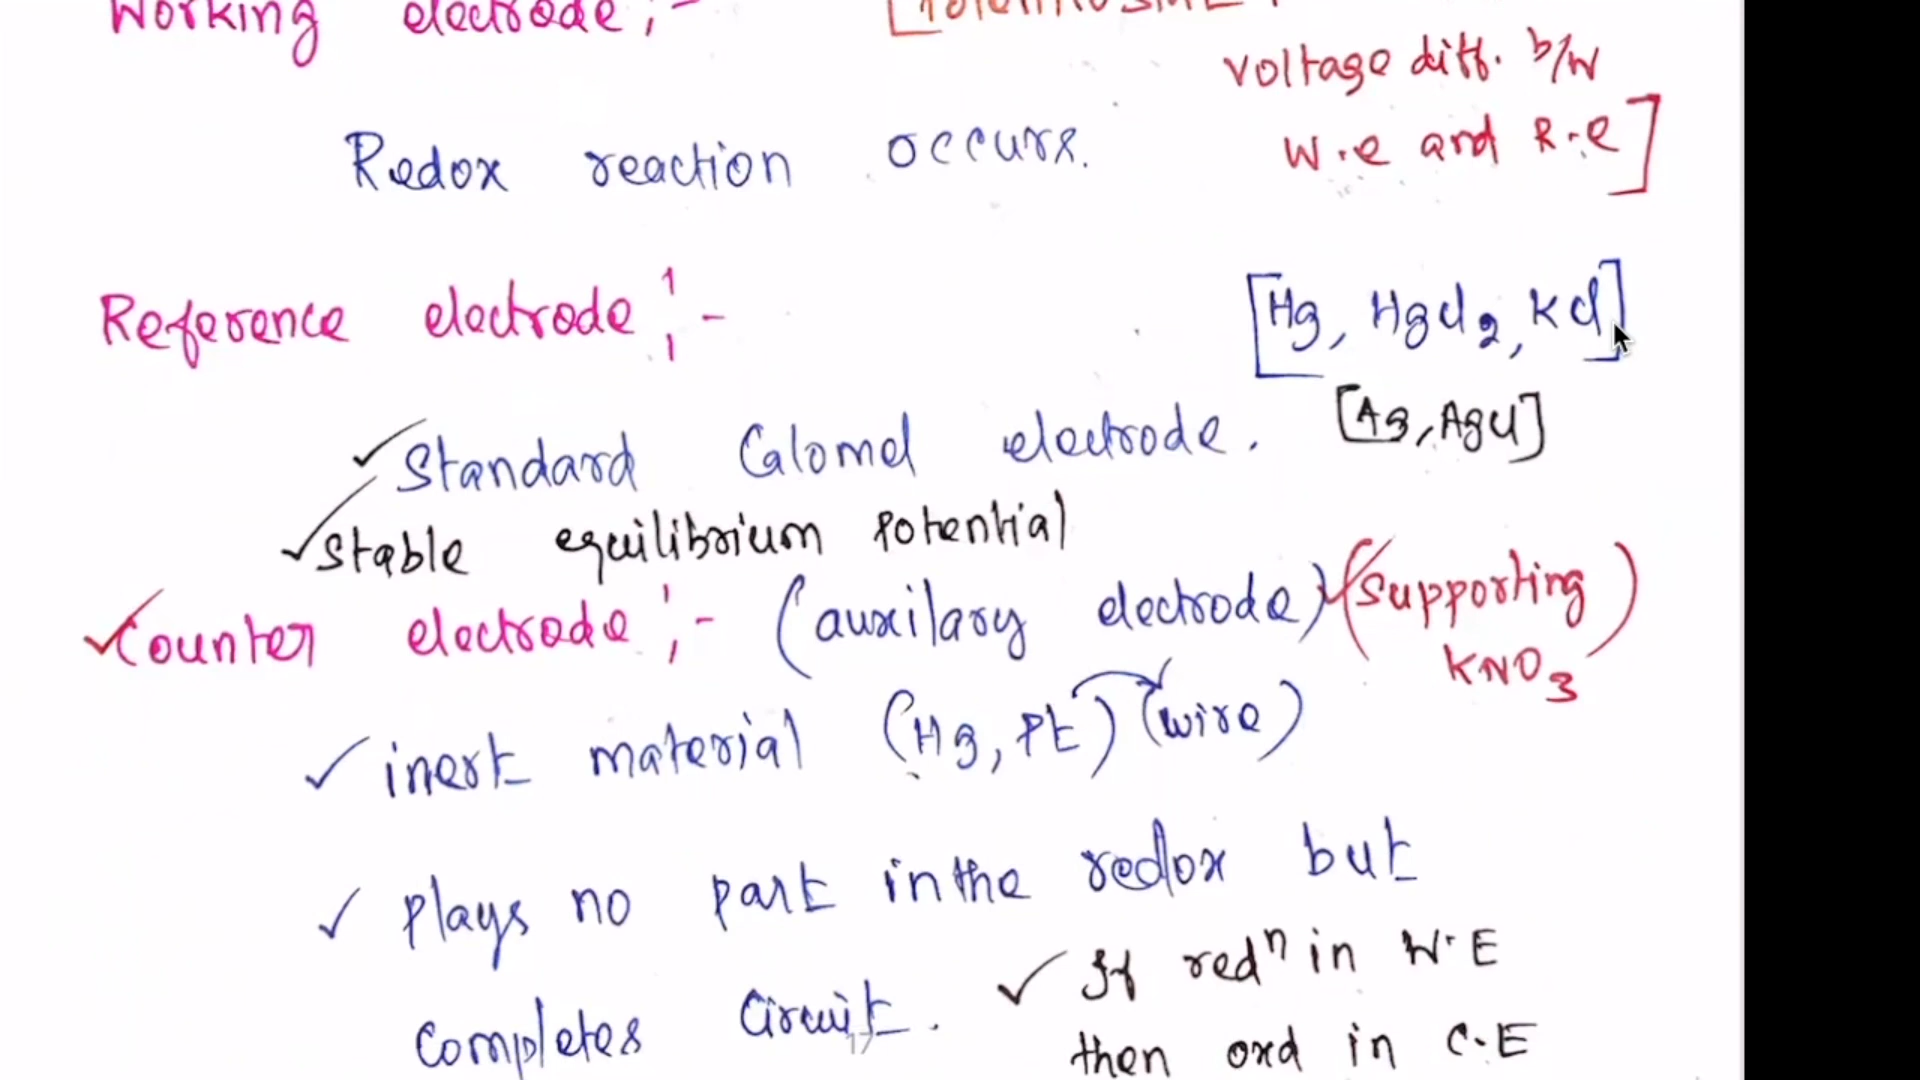 Working electrode :-
voltage diff. b/w
W.e and R.e]
Redox reaction occurs.
Reference electrode :-
[Hg, HgCl2, KCl]
Standard Calomel electrode. [Ag, AgCl]
Stable equilibrium potential
Counter electrode :- (auxilary electrode) (supporting)
KNO3
inert material (Hg, Pt) (wire)
plays no part in the redox but
completes circuit.
If redn in W.E
then oxd in C.E
17